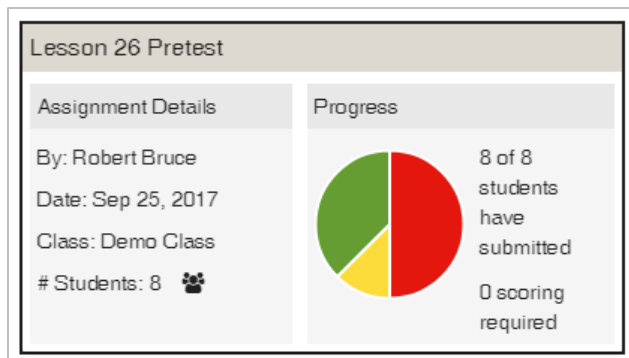 Lesson 26 Pretest
Assignment Details
By: Robert Bruce
Date: Sep 25, 2017
Class: Demo Class
# Students: 8
Progress
8 of 8
students
have
submitted
0 scoring
required